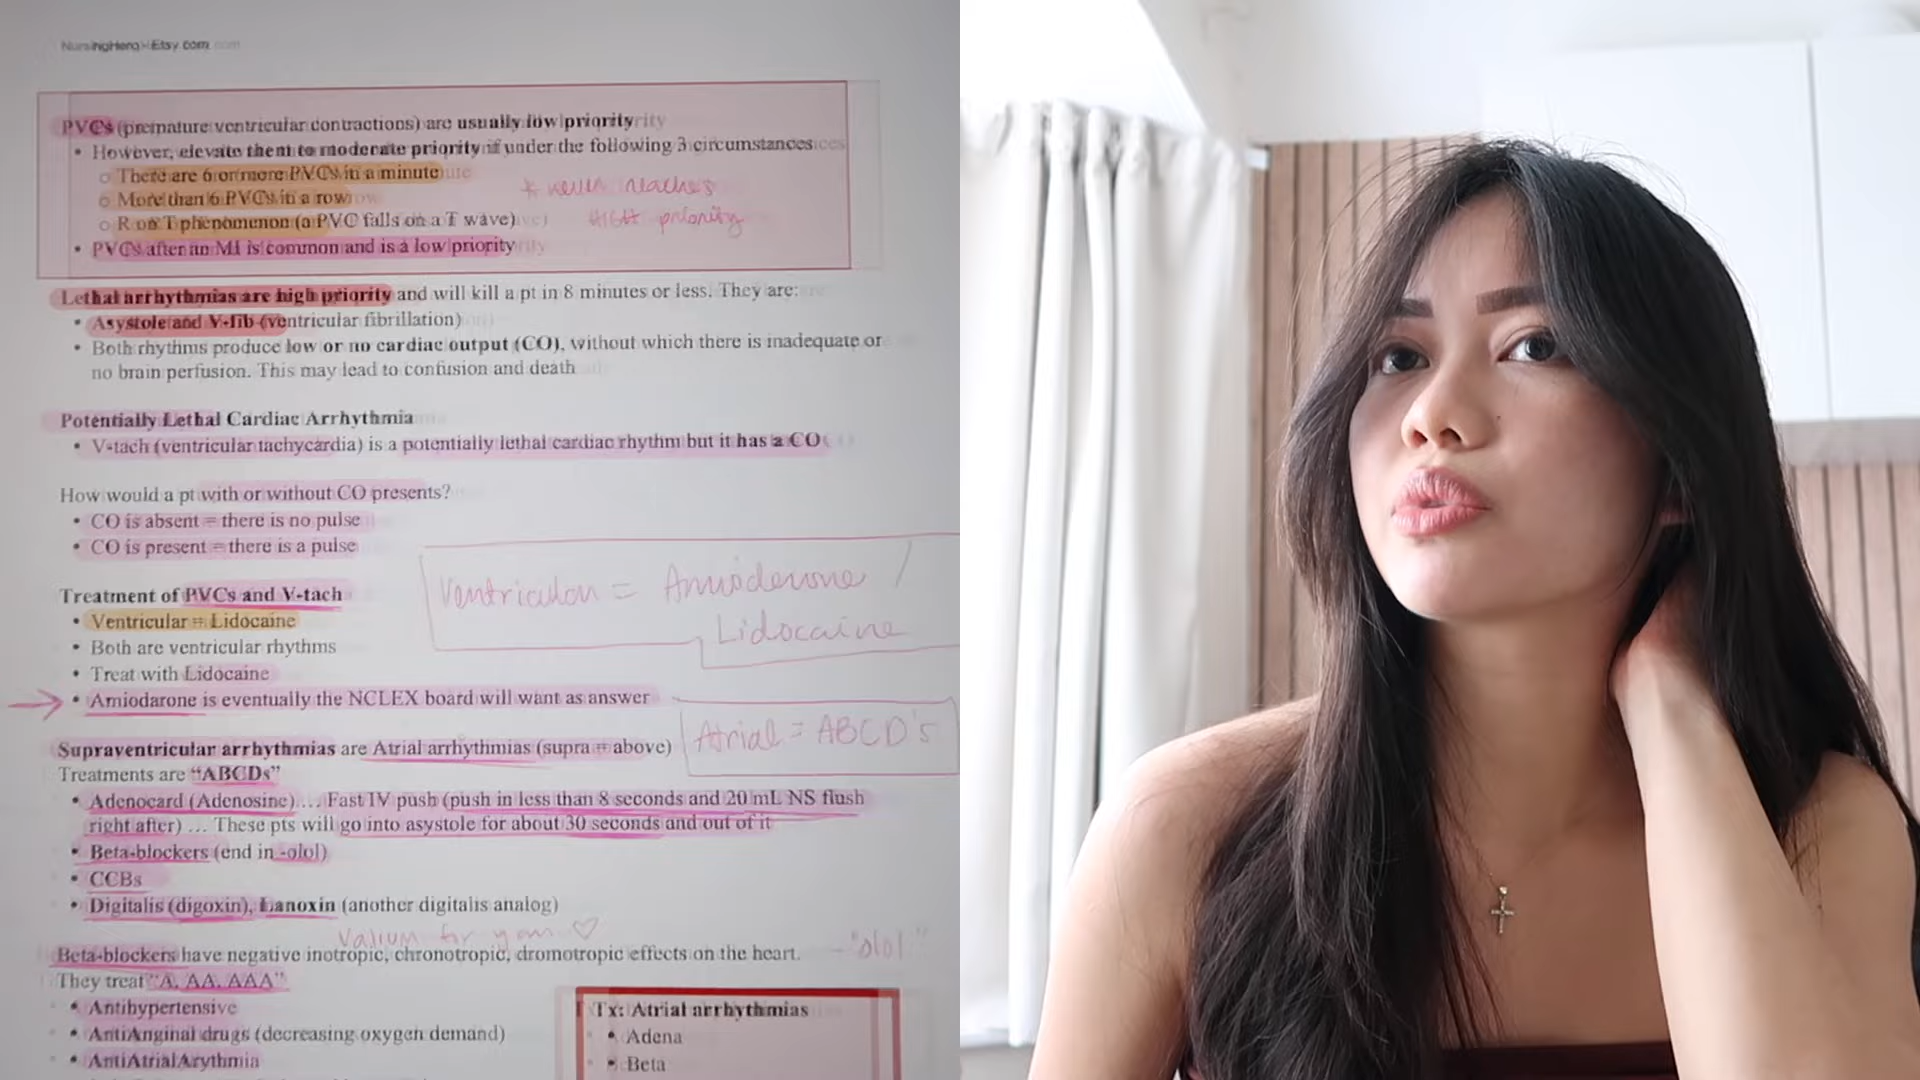 NursingHero Etsy.com
PVCs (premature ventricular contractions) are usually low priority
• However, elevate them to moderate priority if under the following 3 circumstances
o There are 6 or more PVCs in a minute
o More than 6 PVCs in a row
* never reaches
o R on T phenomenon (a PVC falls on a T wave)
HIGH priority
• PVCs after an MI is common and is a low priority
Lethal arrhythmias are high priority and will kill a pt in 8 minutes or less. They are:
• Asystole and V-fib (ventricular fibrillation)
• Both rhythms produce low or no cardiac output (CO), without which there is inadequate or
no brain perfusion. This may lead to confusion and death
Potentially Lethal Cardiac Arrhythmia
• V-tach (ventricular tachycardia) is a potentially lethal cardiac rhythm but it has a CO
How would a pt with or without CO presents?
• CO is absent = there is no pulse
• CO is present = there is a pulse
Ventricular = Amioderone /
Lidocaine
Treatment of PVCs and V-tach
• Ventricular = Lidocaine
• Both are ventricular rhythms
• Treat with Lidocaine
• Amiodarone is eventually the NCLEX board will want as answer
Atrial = ABCD's
Supraventricular arrhythmias are Atrial arrhythmias (supra = above)
Treatments are “ABCDs”
• Adenocard (Adenosine)… Fast IV push (push in less than 8 seconds and 20 mL NS flush
right after) … These pts will go into asystole for about 30 seconds and out of it
• Beta-blockers (end in -olol)
• CCBs
• Digitalis (digoxin), Lanoxin (another digitalis analog)
Valium for your ♡
Beta-blockers have negative inotropic, chronotropic, dromotropic effects on the heart.
- "olol"
They treat “A, AA, AAA”
• Antihypertensive
• AntiAnginal drugs (decreasing oxygen demand)
• AntiAtrialArythmia
Tx: Atrial arrhythmias
• Adena
• Beta